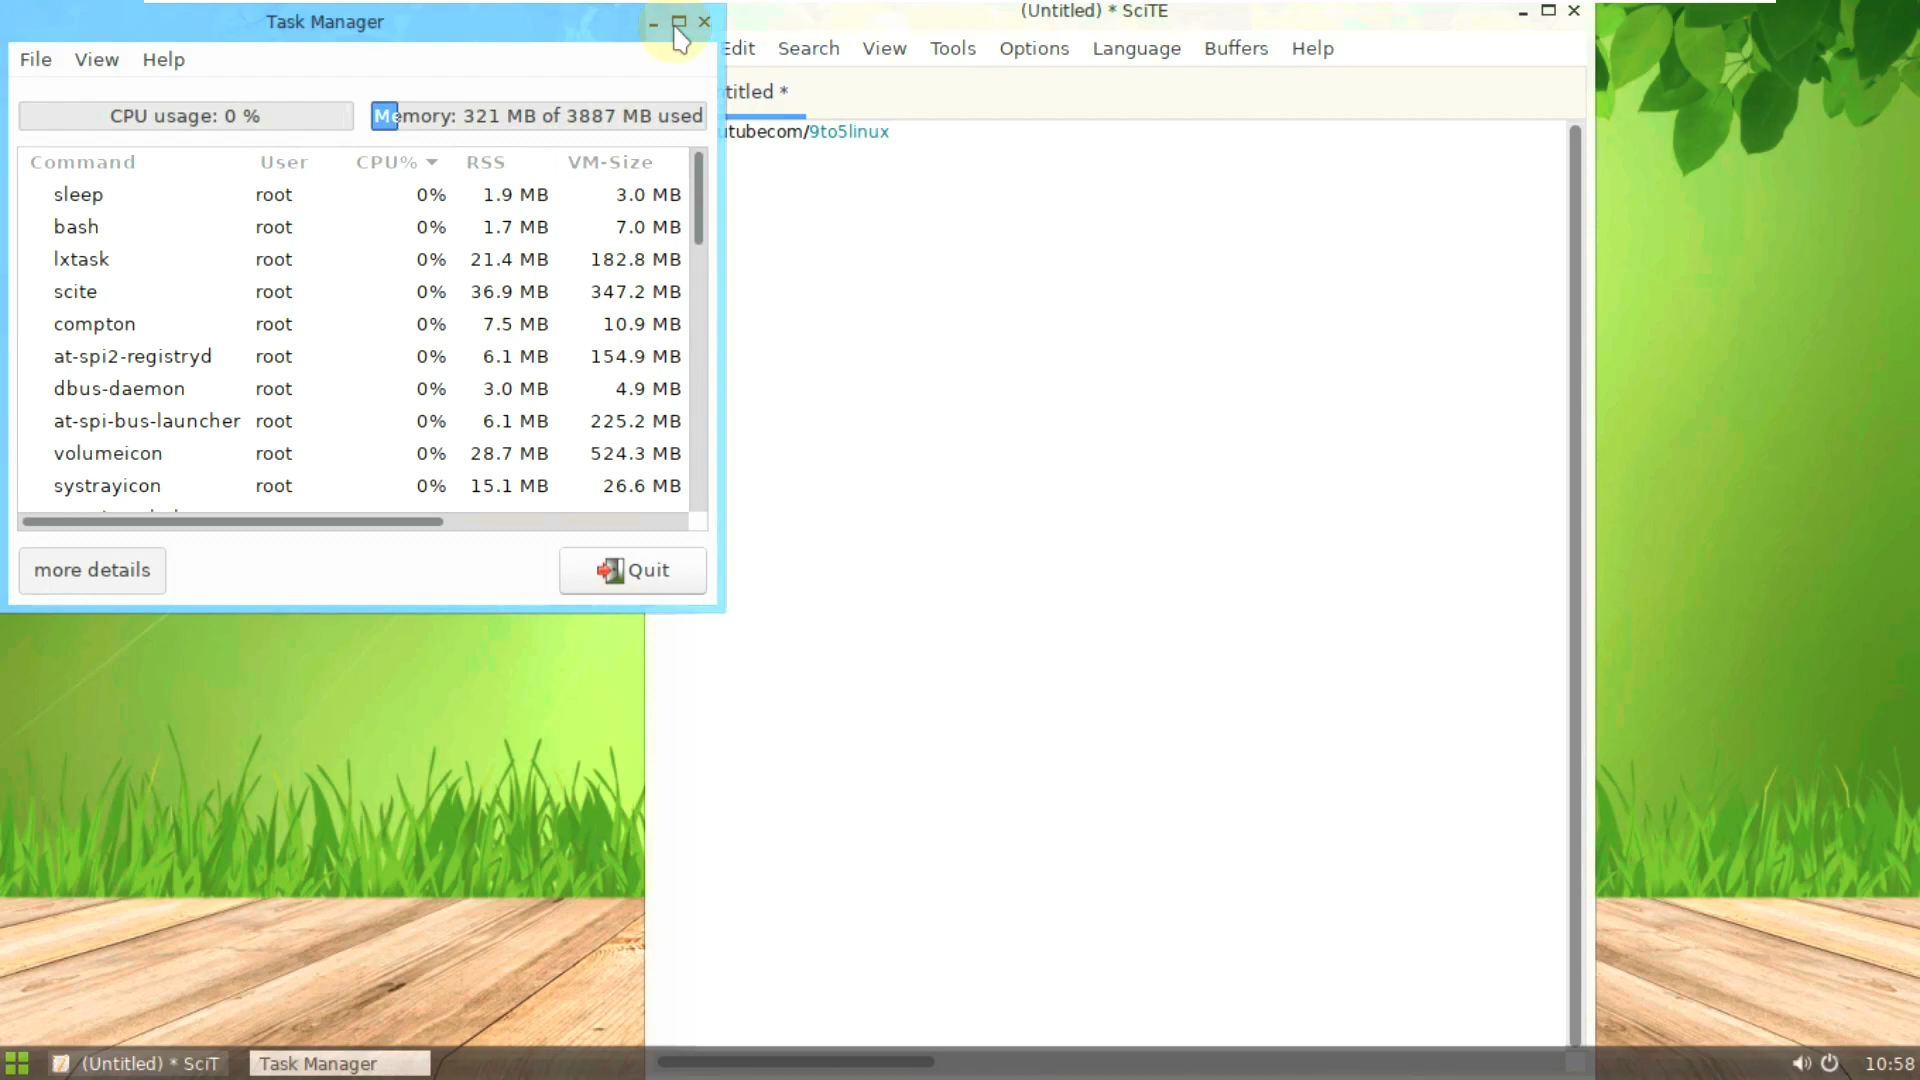 Task Manager
File View Help
CPU usage: 0 %
Memory: 321 MB of 3887 MB used
Command User CPU% RSS VM-Size
sleep root 0% 1.9 MB 3.0 MB
bash root 0% 1.7 MB 7.0 MB
lxtask root 0% 21.4 MB 182.8 MB
scite root 0% 36.9 MB 347.2 MB
compton root 0% 7.5 MB 10.9 MB
at-spi2-registryd root 0% 6.1 MB 154.9 MB
dbus-daemon root 0% 3.0 MB 4.9 MB
at-spi-bus-launcher root 0% 6.1 MB 225.2 MB
volumeicon root 0% 28.7 MB 524.3 MB
systrayicon root 0% 15.1 MB 26.6 MB
more details
Quit
(Untitled) * SciTE
Edit Search View Tools Options Language Buffers Help
titled *
utubecom/9to5linux
(Untitled) * SciT
Task Manager
10:58